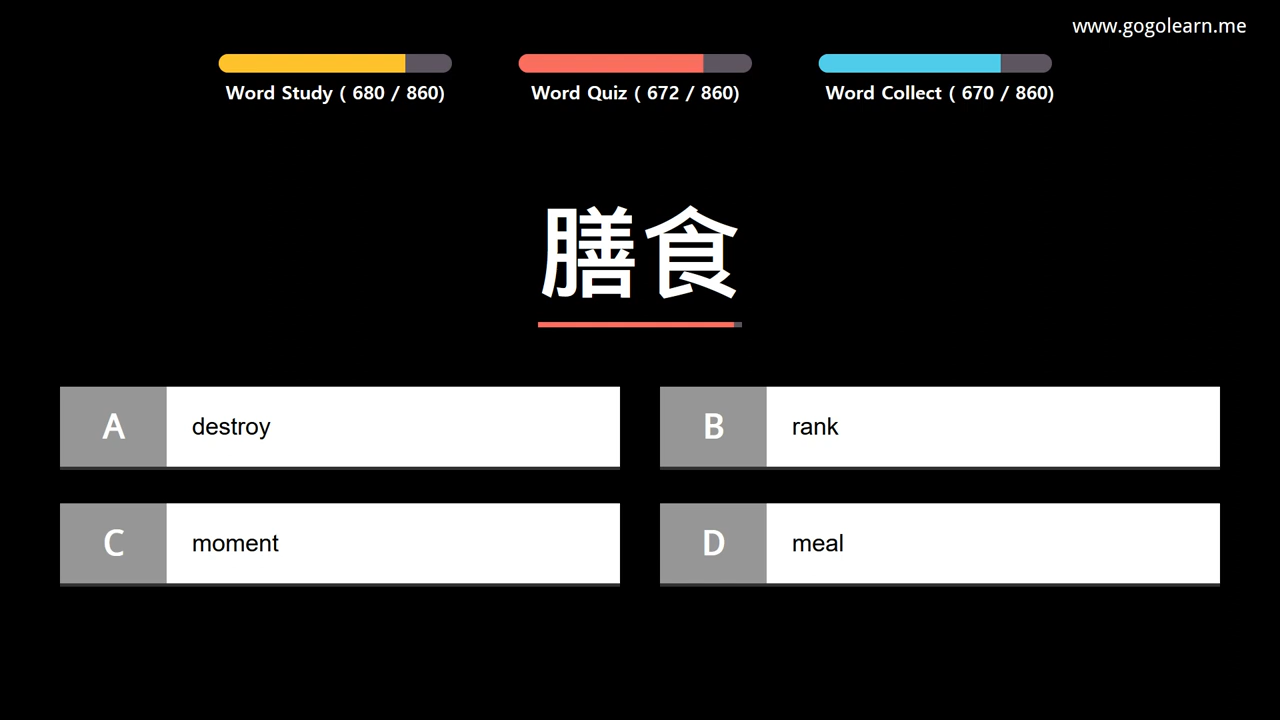 www.gogolearn.me
Word Study ( 680 / 860)
Word Quiz ( 672 / 860)
Word Collect ( 670 / 860)
膳食
A destroy
B rank
C moment
D meal